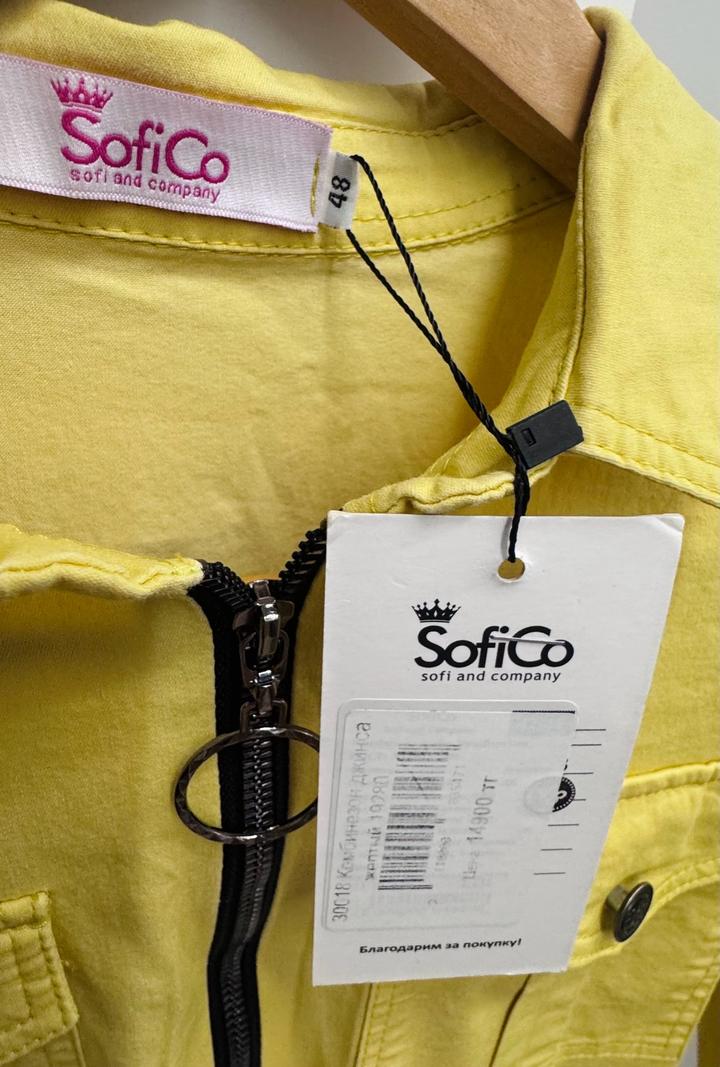 SofiCo
sofi and company
48
SofiCo
sofi and company
30018 Комбинезон джинса
желтый 19280
Цена 14900 тг
Благодарим за покупку!